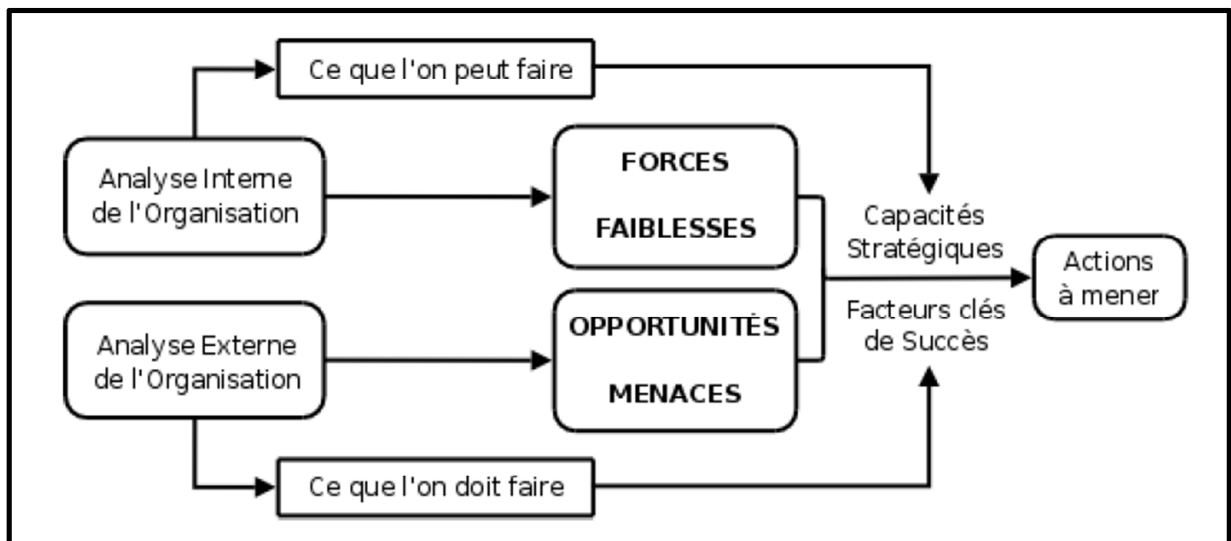 Ce que l'on peut faire
Analyse Interne
de l'Organisation
FORCES
FAIBLESSES
Capacités
Stratégiques
Actions
à mener
Analyse Externe
de l'Organisation
OPPORTUNITÉS
MENACES
Facteurs clés
de Succès
Ce que l'on doit faire